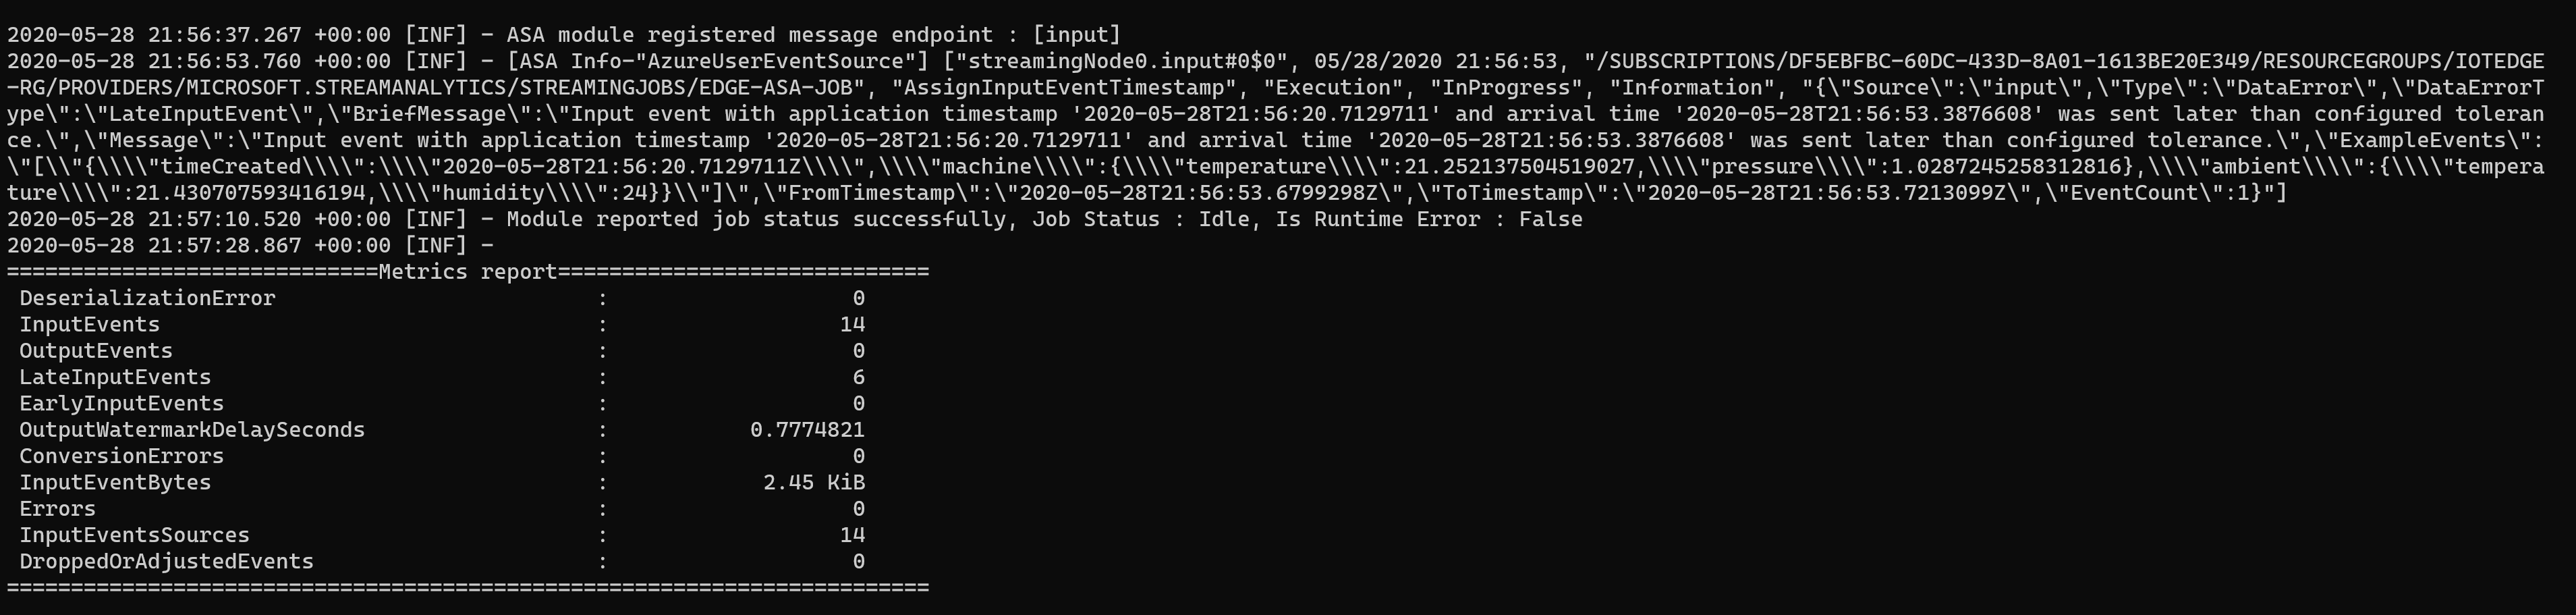 2020-05-28 21:56:37.267 +00:00 [INF] - ASA module registered message endpoint : [input]
2020-05-28 21:56:53.760 +00:00 [INF] - [ASA Info-"AzureUserEventSource"] ["streamingNode0.input#0$0", 05/28/2020 21:56:53, "/SUBSCRIPTIONS/DF5EBFBC-60DC-433D-8A01-1613BE20E349/RESOURCEGROUPS/IOTEDGE
-RG/PROVIDERS/MICROSOFT.STREAMANALYTICS/STREAMINGJOBS/EDGE-ASA-JOB", "AssignInputEventTimestamp", "Execution", "InProgress", "Information", "{\"Source\":\"input\",\"Type\":\"DataError\",\"DataErrorT
ype\":\"LateInputEvent\",\"BriefMessage\":\"Input event with application timestamp '2020-05-28T21:56:20.7129711' and arrival time '2020-05-28T21:56:53.3876608' was sent later than configured toleran
ce.\",\"Message\":\"Input event with application timestamp '2020-05-28T21:56:20.7129711' and arrival time '2020-05-28T21:56:53.3876608' was sent later than configured tolerance.\",\"ExampleEvents\":
\"[\\"{\\\\"timeCreated\\\\":\\\\"2020-05-28T21:56:20.7129711Z\\\\",\\\\"machine\\\\":{\\\\"temperature\\\\":21.252137504519027,\\\\"pressure\\\\":1.0287245258312816},\\\\"ambient\\\\":{\\\\"tempera
ture\\\\":21.430707593416194,\\\\"humidity\\\\":24}}\\"]\",\"FromTimestamp\":\"2020-05-28T21:56:53.6799298Z\",\"ToTimestamp\":\"2020-05-28T21:56:53.7213099Z\",\"EventCount\":1}"]
2020-05-28 21:57:10.520 +00:00 [INF] - Module reported job status successfully, Job Status : Idle, Is Runtime Error : False
2020-05-28 21:57:28.867 +00:00 [INF] -
=============================Metrics report=============================
DeserializationError : 0
InputEvents : 14
OutputEvents : 0
LateInputEvents : 6
EarlyInputEvents : 0
OutputWatermarkDelaySeconds : 0.7774821
ConversionErrors : 0
InputEventBytes : 2.45 KiB
Errors : 0
InputEventsSources : 14
DroppedOrAdjustedEvents : 0
========================================================================